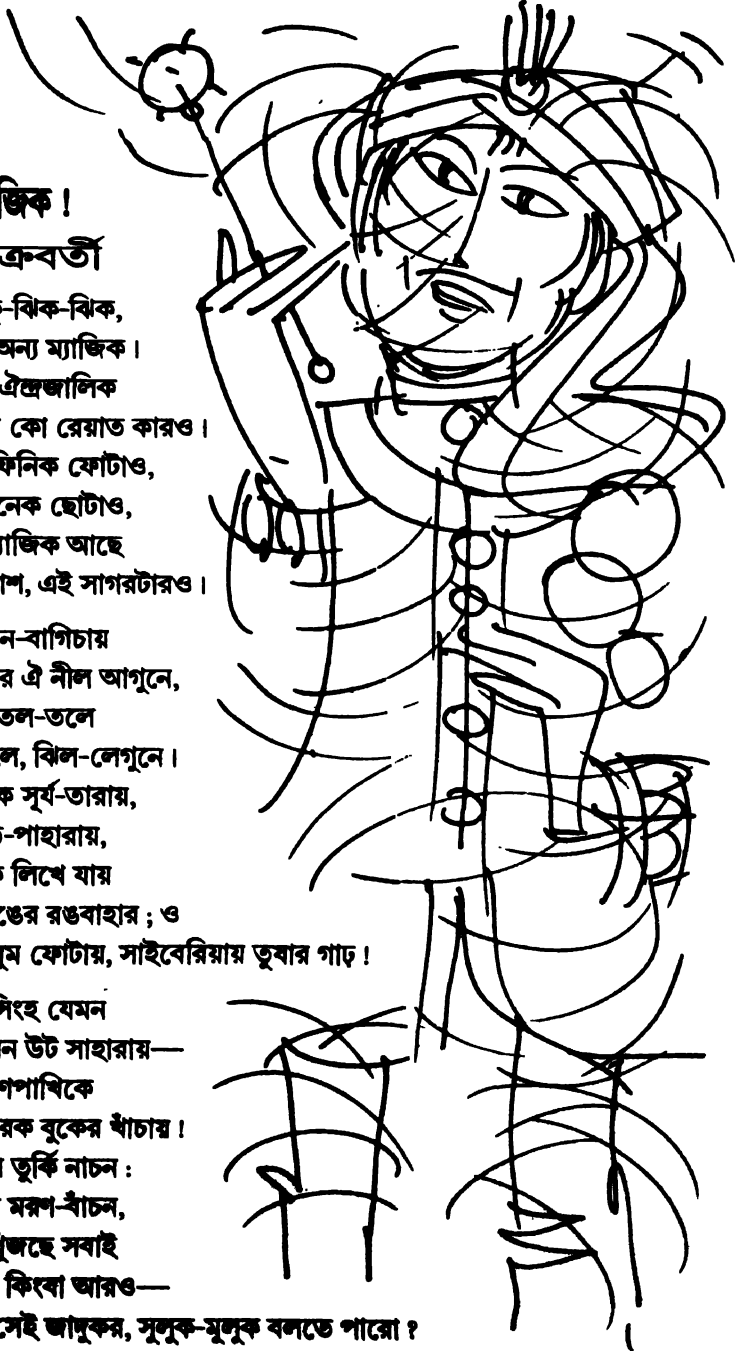 জিক !
ক্রবর্তী
-ঝিক-ঝিক,
অন্য ম্যাজিক।
ঐন্দ্রজালিক
কো রেয়াত কারও।
ফিনিক ফোটাও,
নেক ছোটাও,
ম্যাজিক আছে
াশ, এই সাগরটারও।
ন-বাগিচায়
র ঐ নীল আগুনে,
তল-তলে
লে, ঝিল-লেগুনে।
ক সূর্য-তারায়,
-পাহারায়,
লিখে যায়
ঙের রঙবাহার ; ও
ুম ফোটায়, সাইবেরিয়ায় তুষার গাঢ় !
সিংহ যেমন
ন উট সাহারায়—
ণপাখিকে
রক বুকের খাঁচায় !
তুর্কি নাচন :
মরণ-বাঁচন,
খুঁজছে সবাই
কিংবা আরও—
সেই জাদুকর, সুলুক-মুলুক বলতে পারো ?